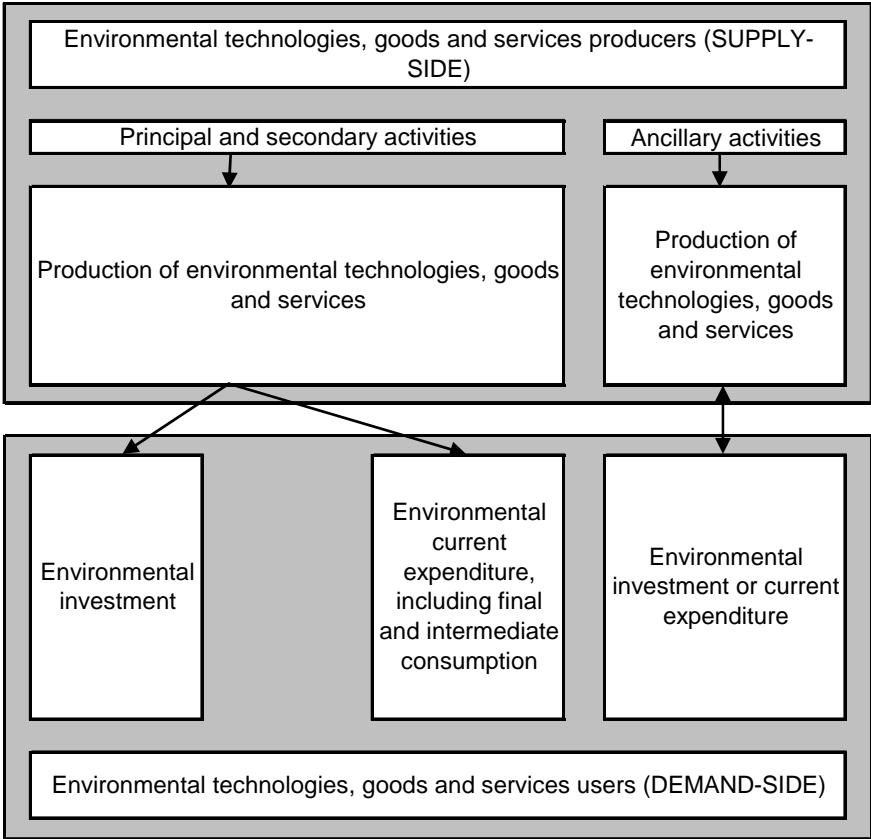 Environmental technologies, goods and services producers (SUPPLY-
SIDE)
Principal and secondary activities
Ancillary activities
Production of environmental technologies, goods
and services
Production of
environmental
technologies, goods
and services
Environmental
investment
Environmental
current
expenditure,
including final
and intermediate
consumption
Environmental
investment or current
expenditure
Environmental technologies, goods and services users (DEMAND-SIDE)